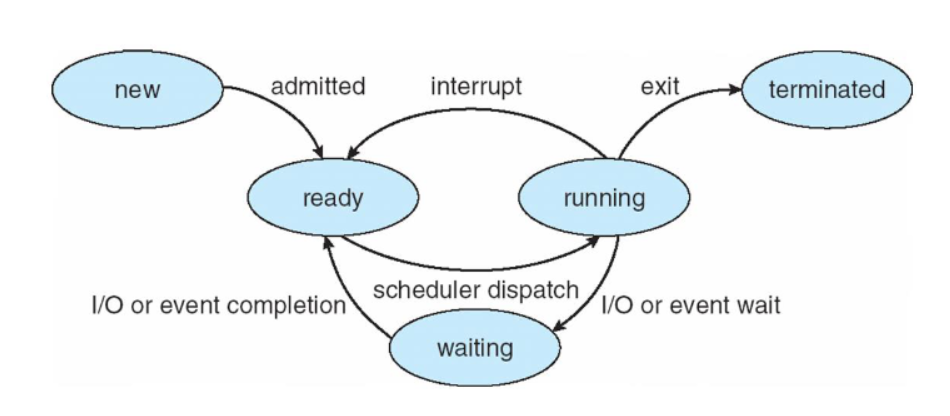 new
admitted
interrupt
exit
terminated
ready
running
I/O or event completion
scheduler dispatch
I/O or event wait
waiting